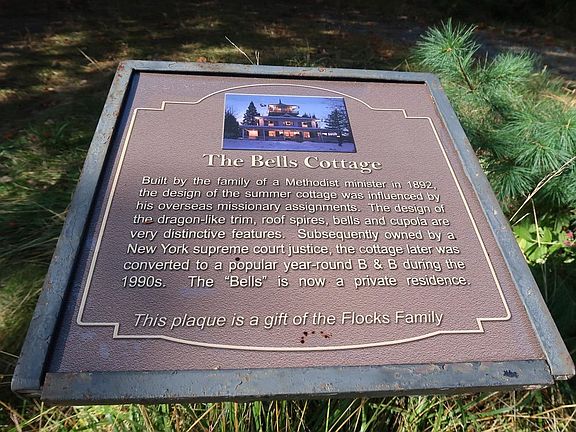 The Bells Cottage
Built by the family of a Methodist minister in 1892,
the design of the summer cottage was influenced by
his overseas missionary assignments. The design of
the dragon-like trim, roof spires, bells and cupola are
very distinctive features. Subsequently owned by a
New York supreme court justice, the cottage later was
converted to a popular year-round B & B during the
1990s. The “Bells” is now a private residence.
This plaque is a gift of the Flocks Family